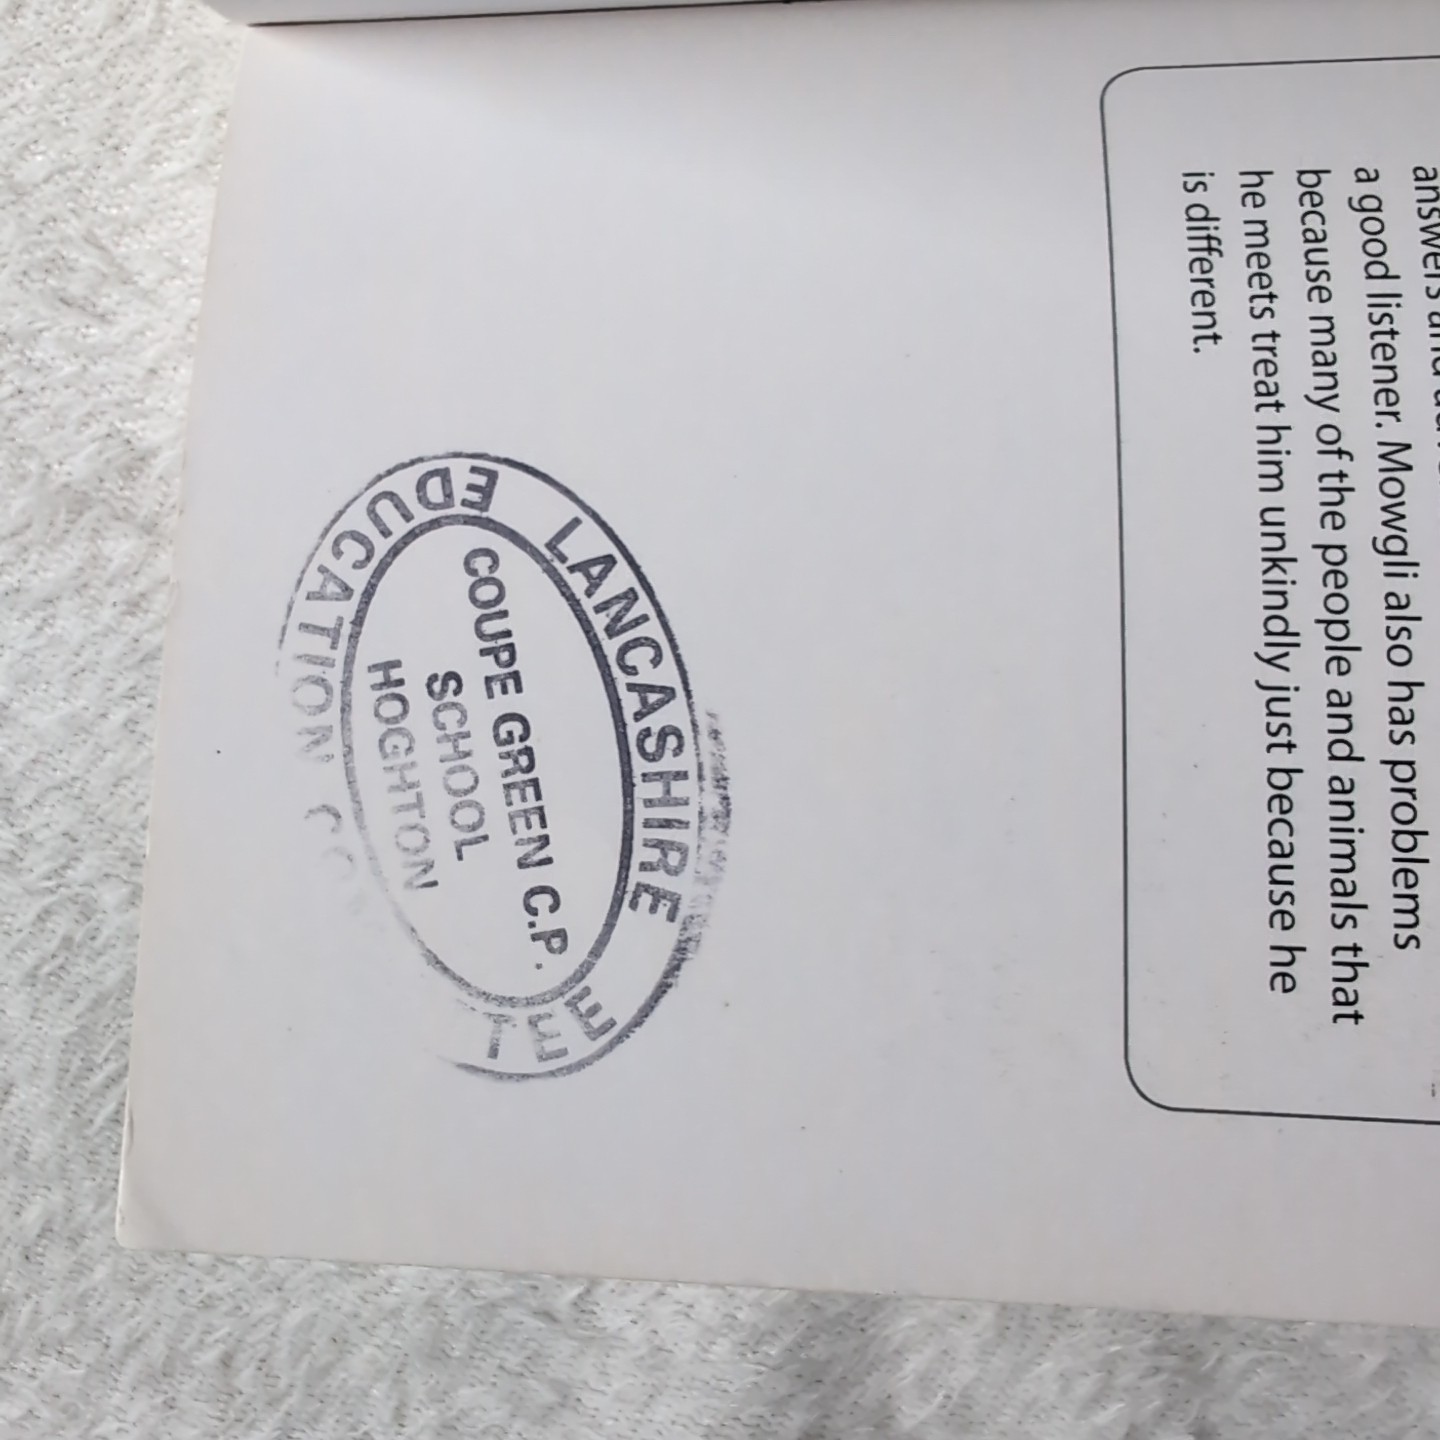 a good listener. Mowgli also has problems
because many of the people and animals that
he meets treat him unkindly just because he
is different.
LANCASHIRE
EDUCATION
COUPE GREEN C.P.
SCHOOL
HOGHTON